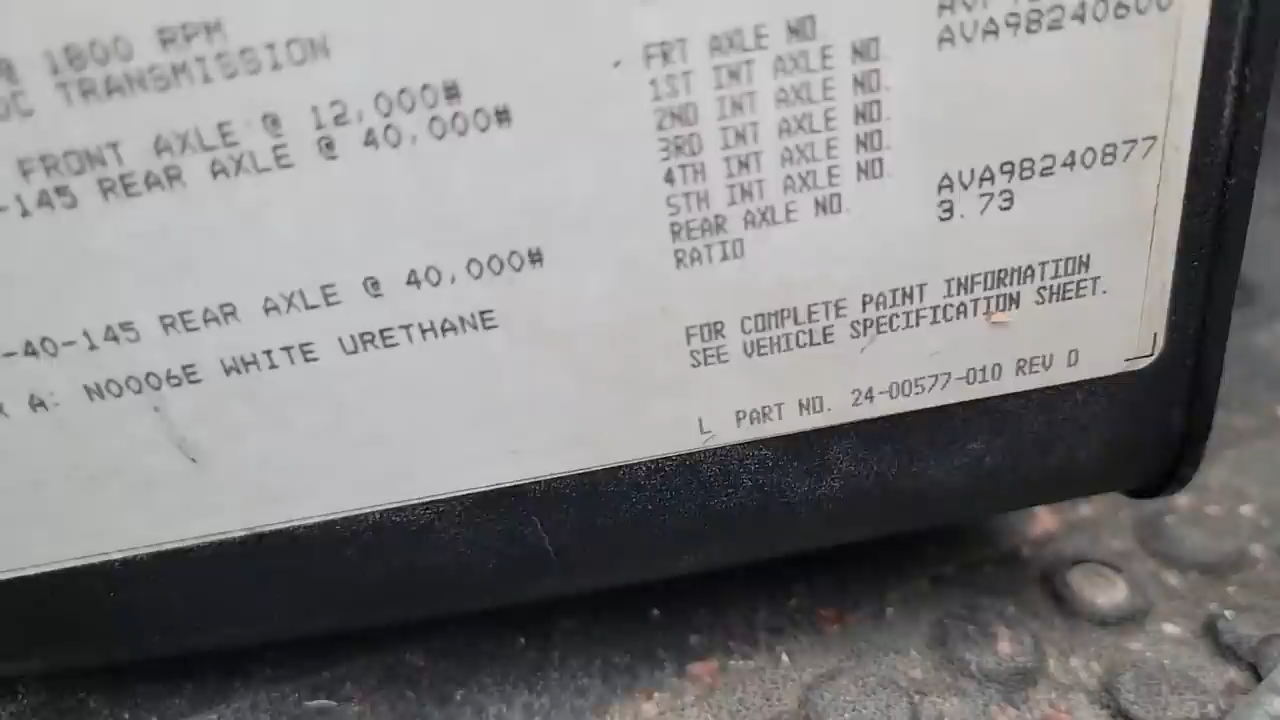 @ 1800 RPM
DC TRANSMISSION
FRONT AXLE @ 12,000#
-145 REAR AXLE @ 40,000#
-40-145 REAR AXLE @ 40,000#
A: N0006E WHITE URETHANE
FRT AXLE NO.
1ST INT AXLE NO. AVA98240600
2ND INT AXLE NO.
3RD INT AXLE NO.
4TH INT AXLE NO.
5TH INT AXLE NO.
REAR AXLE NO. AVA98240877
RATIO 3.73
FOR COMPLETE PAINT INFORMATION
SEE VEHICLE SPECIFICATION SHEET.
PART NO. 24-00577-010 REV D